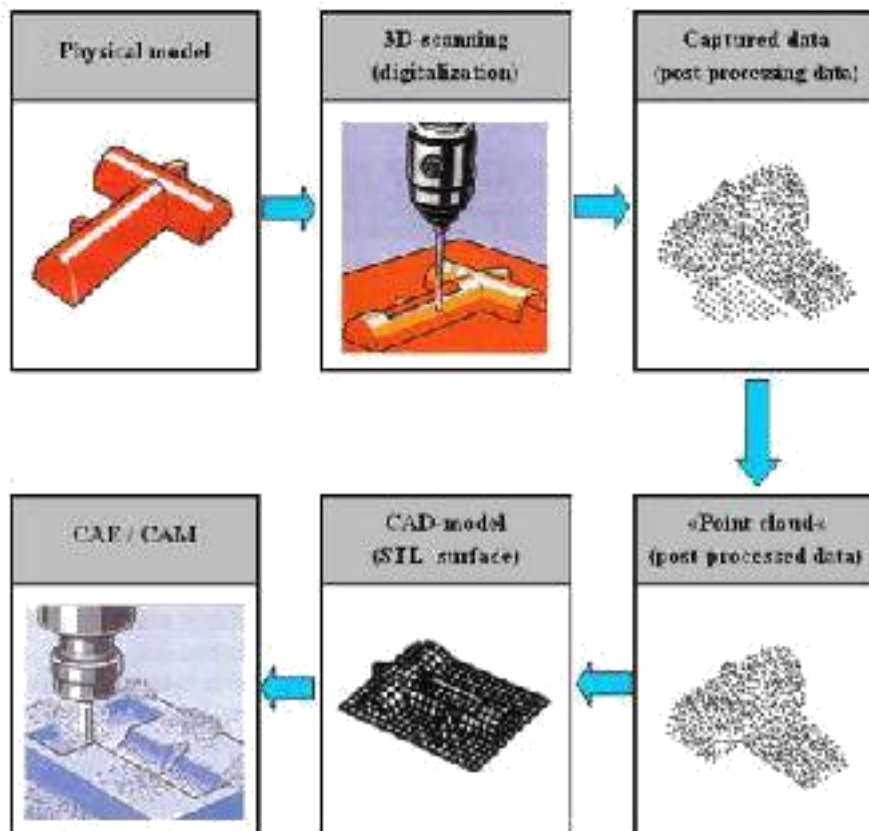 Physical model
3D-scanning
(digitalization)
Captured data
(post processing data)
CAE / CAM
CAD-model
(STL surface)
«Point cloud«
(post-processed data)